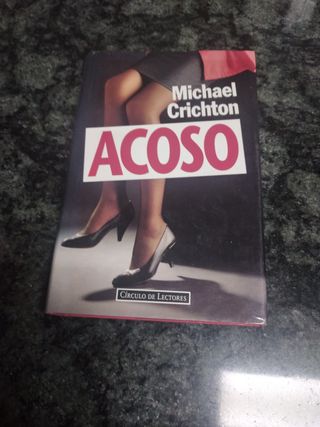 Michael
Crichton
ACOSO
CÍRCULO DE LECTORES